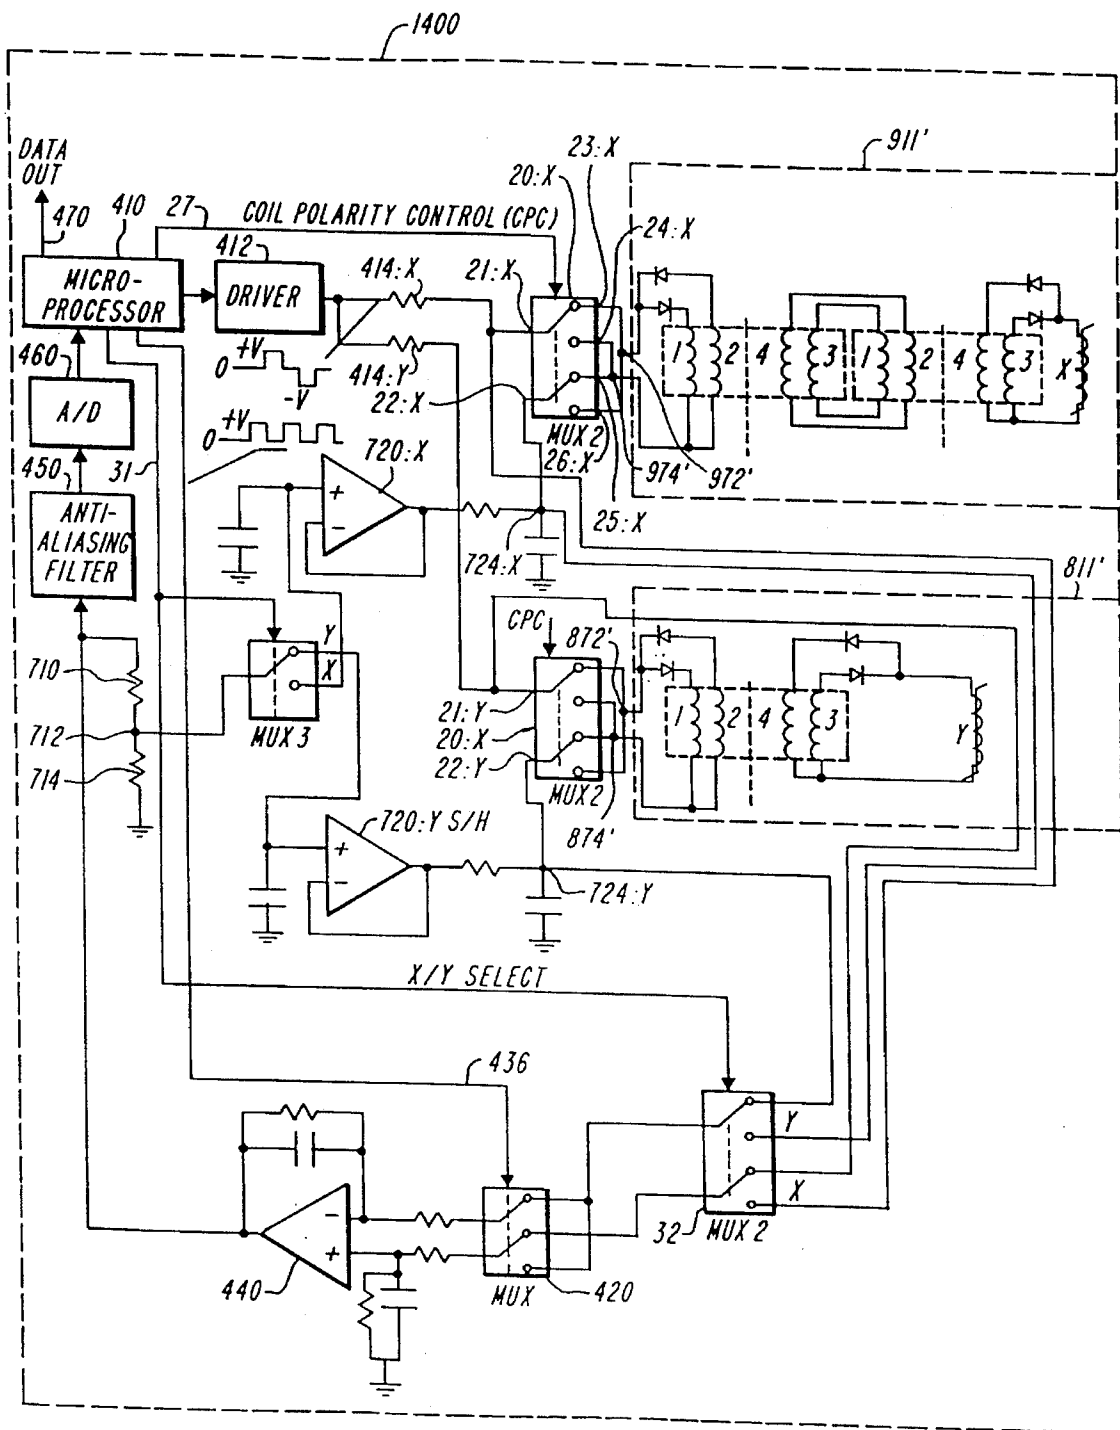 1400
911'
DATA
OUT
470
410
27
COIL POLARITY CONTROL (CPC)
412
20:X
23:X
24:X
MICRO-
PROCESSOR
DRIVER
414:X
21:X
0
+V
-V
414:Y
22:X
1
2
4
3
1
2
4
3
X
460
A/D
0
+V
31
720:X
MUX 2
26:X
974'
972'
25:X
450
ANTI-
ALIASING
FILTER
+
-
724:X
811'
CPC
872'
710
Y
X
712
MUX 3
714
21:Y
20:X
22:Y
1
2
4
3
Y
MUX 2
874'
720:Y S/H
+
-
724:Y
X/Y SELECT
436
Y
X
32
MUX 2
-
+
440
MUX
420